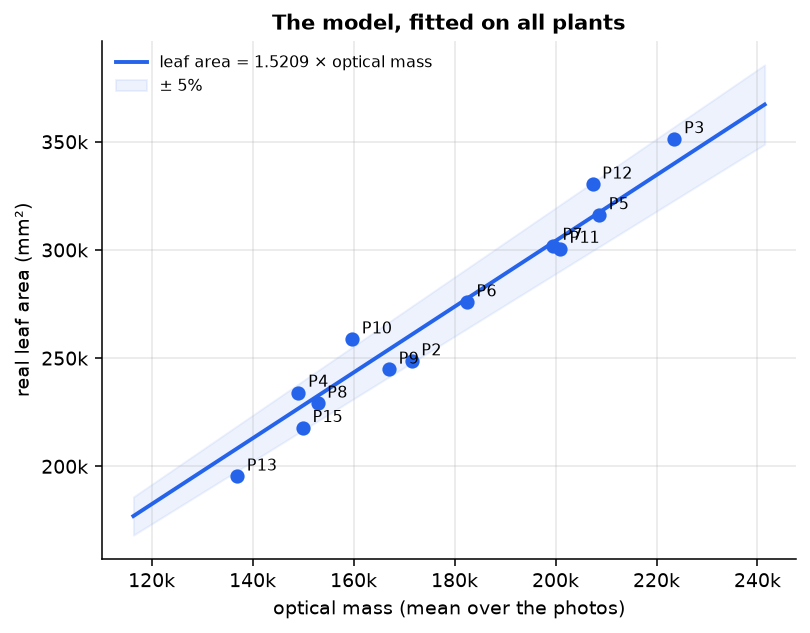 The model, fitted on all plants
leaf area = 1.5209 × optical mass
± 5%
real leaf area (mm²)
350k
300k
250k
200k
P3
P12
P5
P7
P11
P6
P10
P2
P9
P4
P8
P15
P13
120k
140k
160k
180k
200k
220k
240k
optical mass (mean over the photos)